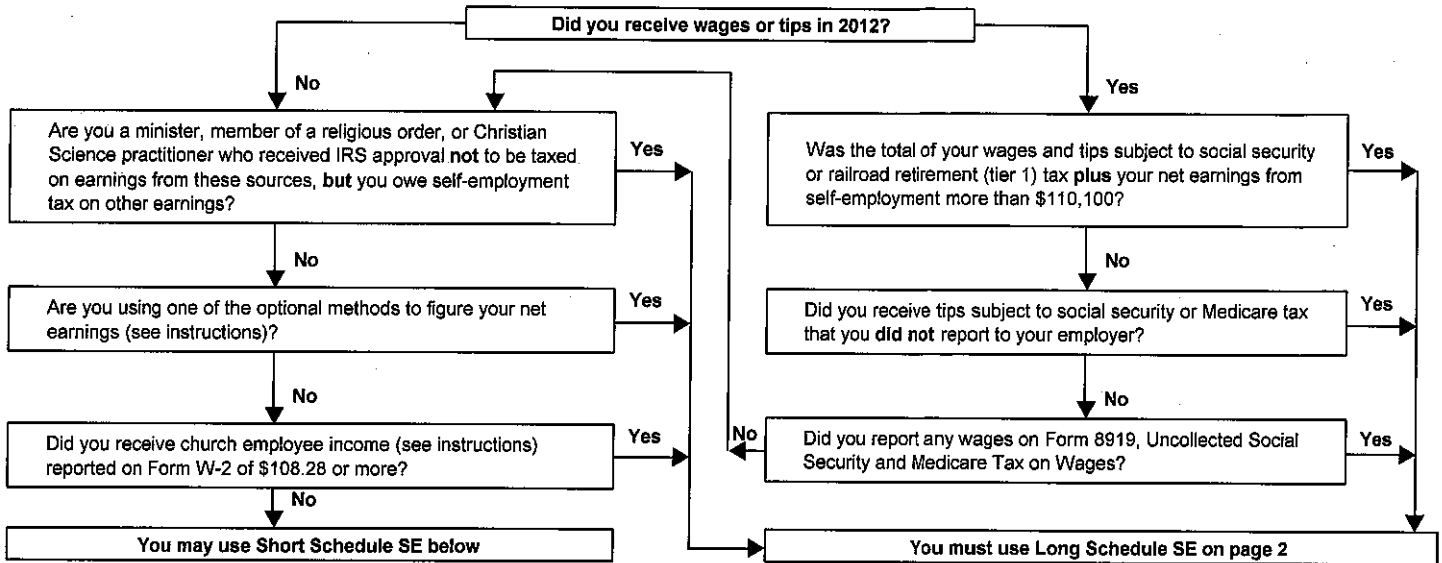 Did you receive wages or tips in 2012?
No
Yes
Are you a minister, member of a religious order, or Christian
Science practitioner who received IRS approval not to be taxed
on earnings from these sources, but you owe self-employment
tax on other earnings?
Yes
Was the total of your wages and tips subject to social security
or railroad retirement (tier 1) tax plus your net earnings from
self-employment more than $110,100?
Yes
No
No
Are you using one of the optional methods to figure your net
earnings (see instructions)?
Yes
Did you receive tips subject to social security or Medicare tax
that you did not report to your employer?
Yes
No
No
Did you receive church employee income (see instructions)
reported on Form W-2 of $108.28 or more?
Yes
No
Did you report any wages on Form 8919, Uncollected Social
Security and Medicare Tax on Wages?
Yes
No
You may use Short Schedule SE below
You must use Long Schedule SE on page 2